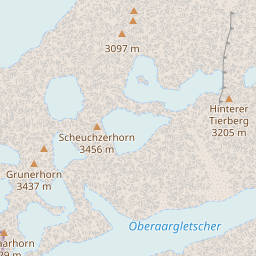 3097 m
Hinterer
Tierberg
3205 m
Scheuchzerhorn
3456 m
Grunerhorn
3437 m
Oberaargletscher